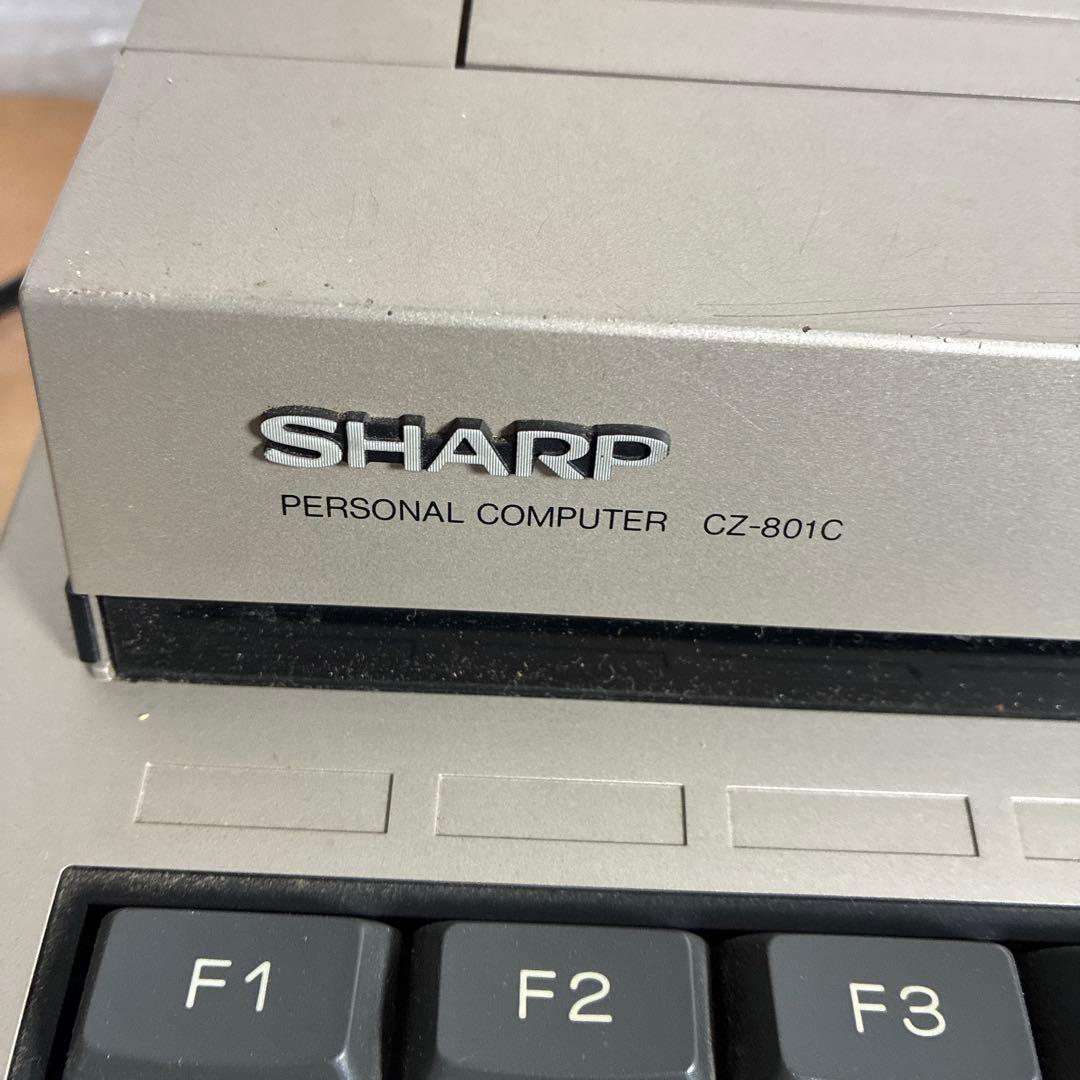 SHARP
PERSONAL COMPUTER CZ-801C
F1 F2 F3